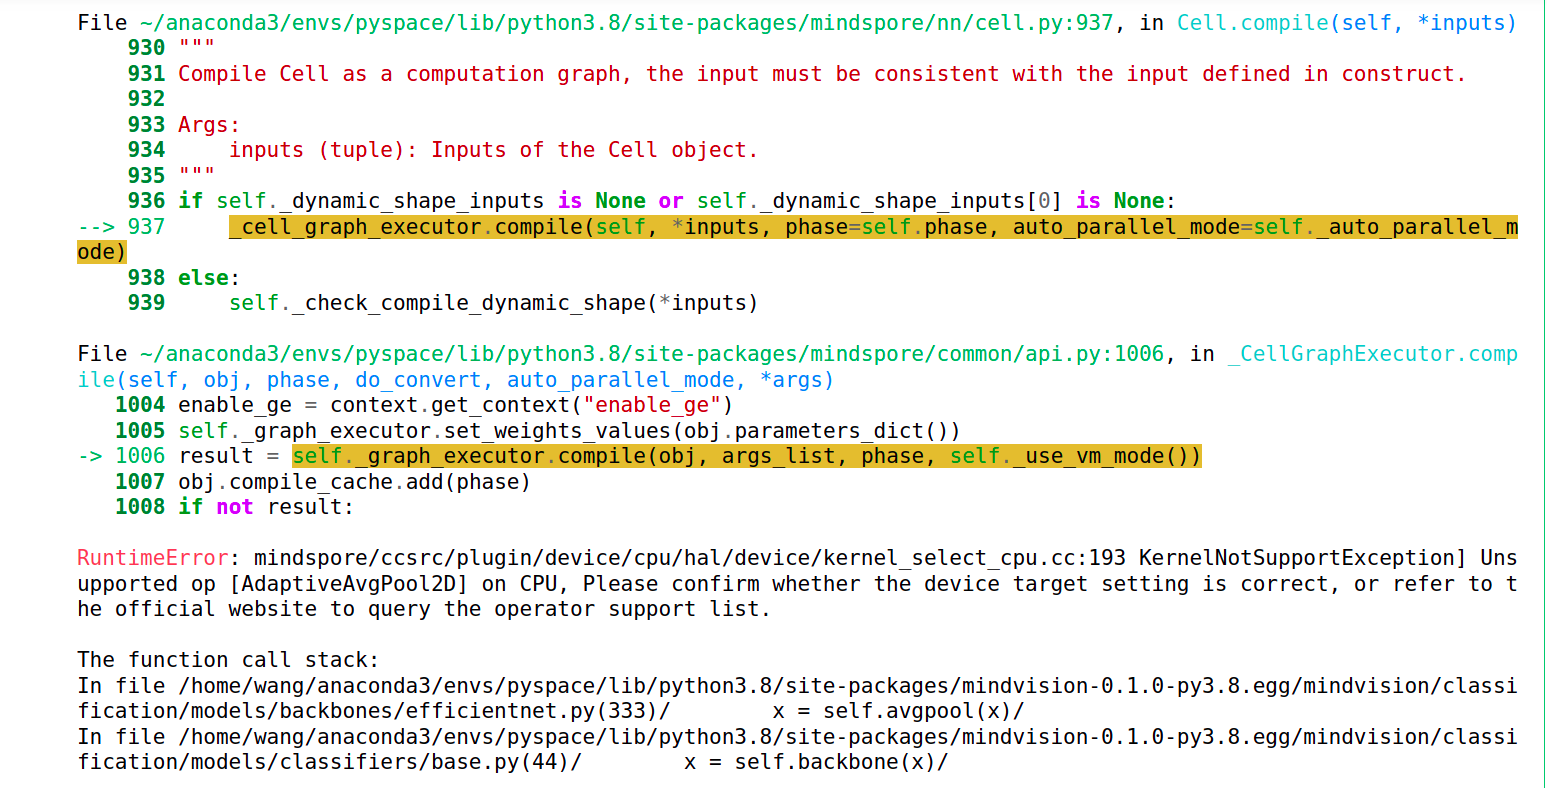 File ~/anaconda3/envs/pyspace/lib/python3.8/site-packages/mindspore/nn/cell.py:937, in Cell.compile(self, *inputs)
    930 """
    931 Compile Cell as a computation graph, the input must be consistent with the input defined in construct.
    932
    933 Args:
    934     inputs (tuple): Inputs of the Cell object.
    935 """
    936 if self._dynamic_shape_inputs is None or self._dynamic_shape_inputs[0] is None:
--> 937     _cell_graph_executor.compile(self, *inputs, phase=self.phase, auto_parallel_mode=self._auto_parallel_m
ode)
    938 else:
    939     self._check_compile_dynamic_shape(*inputs)

File ~/anaconda3/envs/pyspace/lib/python3.8/site-packages/mindspore/common/api.py:1006, in _CellGraphExecutor.comp
ile(self, obj, phase, do_convert, auto_parallel_mode, *args)
   1004 enable_ge = context.get_context("enable_ge")
   1005 self._graph_executor.set_weights_values(obj.parameters_dict())
-> 1006 result = self._graph_executor.compile(obj, args_list, phase, self._use_vm_mode())
   1007 obj.compile_cache.add(phase)
   1008 if not result:

RuntimeError: mindspore/ccsrc/plugin/device/cpu/hal/device/kernel_select_cpu.cc:193 KernelNotSupportException] Uns
upported op [AdaptiveAvgPool2D] on CPU, Please confirm whether the device target setting is correct, or refer to t
he official website to query the operator support list.

The function call stack:
In file /home/wang/anaconda3/envs/pyspace/lib/python3.8/site-packages/mindvision-0.1.0-py3.8.egg/mindvision/classi
fication/models/backbones/efficientnet.py(333)/        x = self.avgpool(x)/
In file /home/wang/anaconda3/envs/pyspace/lib/python3.8/site-packages/mindvision-0.1.0-py3.8.egg/mindvision/classi
fication/models/classifiers/base.py(44)/        x = self.backbone(x)/